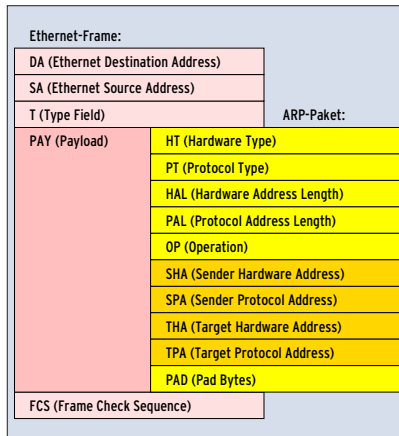 Ethernet-Frame:
DA (Ethernet Destination Address)
SA (Ethernet Source Address)
T (Type Field)
ARP-Paket:
PAY (Payload)
HT (Hardware Type)
PT (Protocol Type)
HAL (Hardware Address Length)
PAL (Protocol Address Length)
OP (Operation)
SHA (Sender Hardware Address)
SPA (Sender Protocol Address)
THA (Target Hardware Address)
TPA (Target Protocol Address)
PAD (Pad Bytes)
FCS (Frame Check Sequence)